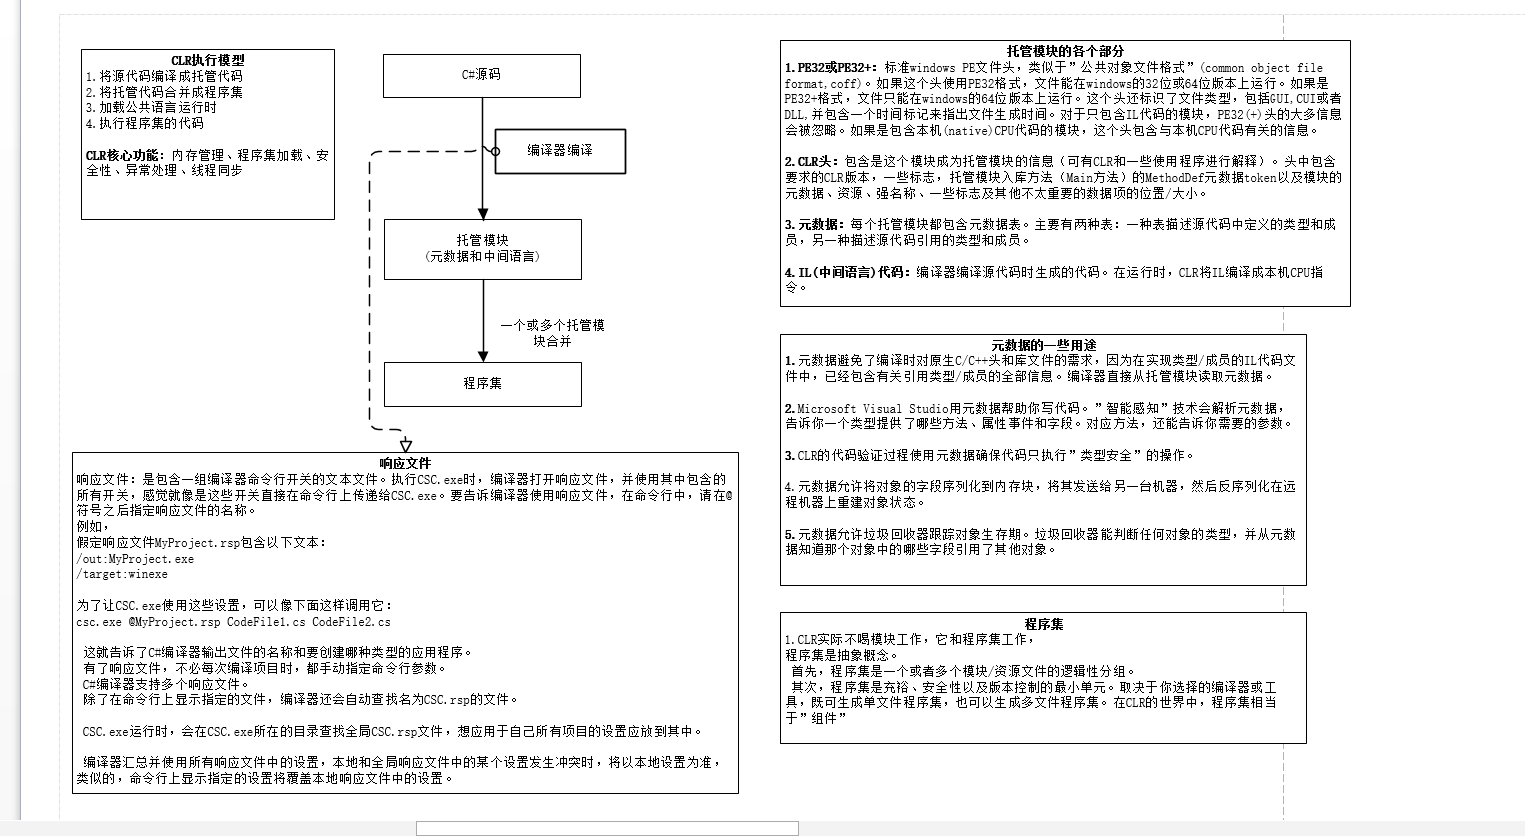 CLR执行模型
1.将源代码编译成托管代码
2.将托管代码合并成程序集
3.加载公共语言运行时
4.执行程序集的代码
CLR核心功能：内存管理、程序集加载、安
全性、异常处理、线程同步
C#源码
编译器编译
托管模块
(元数据和中间语言)
一个或多个托管模
块合并
程序集
响应文件
响应文件：是包含一组编译器命令行开关的文本文件。执行CSC.exe时，编译器打开响应文件，并使用其中包含的
所有开关，感觉就像是这些开关直接在命令行上传递给CSC.exe。要告诉编译器使用响应文件，在命令行中，请在@
符号之后指定响应文件的名称。
例如，
假定响应文件MyProject.rsp包含以下文本：
/out:MyProject.exe
/target:winexe
为了让CSC.exe使用这些设置，可以像下面这样调用它：
csc.exe @MyProject.rsp CodeFile1.cs CodeFile2.cs
这就告诉了C#编译器输出文件的名称和要创建哪种类型的应用程序。
有了响应文件，不必每次编译项目时，都手动指定命令行参数。
C#编译器支持多个响应文件。
除了在命令行上显示指定的文件，编译器还会自动查找名为CSC.rsp的文件。
CSC.exe运行时，会在CSC.exe所在的目录查找全局CSC.rsp文件，想应用于自己所有项目的设置应放到其中。
编译器汇总并使用所有响应文件中的设置，本地和全局响应文件中的某个设置发生冲突时，将以本地设置为准，
类似的，命令行上显示指定的设置将覆盖本地响应文件中的设置。
托管模块的各个部分
1.PE32或PE32+：标准windows PE文件头，类似于”公共对象文件格式”(common object file
format,coff)。如果这个头使用PE32格式，文件能在windows的32位或64位版本上运行。如果是
PE32+格式，文件只能在windows的64位版本上运行。这个头还标识了文件类型，包括GUI,CUI或者
DLL,并包含一个时间标记来指出文件生成时间。对于只包含IL代码的模块，PE32(+)头的大多信息
会被忽略。如果是包含本机(native)CPU代码的模块，这个头包含与本机CPU代码有关的信息。
2.CLR头：包含是这个模块成为托管模块的信息（可有CLR和一些使用程序进行解释）。头中包含
要求的CLR版本，一些标志，托管模块入库方法（Main方法）的MethodDef元数据token以及模块的
元数据、资源、强名称、一些标志及其他不太重要的数据项的位置/大小。
3.元数据：每个托管模块都包含元数据表。主要有两种表：一种表描述源代码中定义的类型和成
员，另一种描述源代码引用的类型和成员。
4.IL(中间语言)代码：编译器编译源代码时生成的代码。在运行时，CLR将IL编译成本机CPU指
令。
元数据的一些用途
1.元数据避免了编译时对原生C/C++头和库文件的需求，因为在实现类型/成员的IL代码文
件中，已经包含有关引用类型/成员的全部信息。编译器直接从托管模块读取元数据。
2.Microsoft Visual Studio用元数据帮助你写代码。”智能感知”技术会解析元数据，
告诉你一个类型提供了哪些方法、属性事件和字段。对应方法，还能告诉你需要的参数。
3.CLR的代码验证过程使用元数据确保代码只执行”类型安全”的操作。
4.元数据允许将对象的字段序列化到内存块，将其发送给另一台机器，然后反序列化在远
程机器上重建对象状态。
5.元数据允许垃圾回收器跟踪对象生存期。垃圾回收器能判断任何对象的类型，并从元数
据知道那个对象中的哪些字段引用了其他对象。
程序集
1.CLR实际不喝模块工作，它和程序集工作，
程序集是抽象概念。
首先，程序集是一个或者多个模块/资源文件的逻辑性分组。
其次，程序集是充裕、安全性以及版本控制的最小单元。取决于你选择的编译器或工
具，既可生成单文件程序集，也可以生成多文件程序集。在CLR的世界中，程序集相当
于”组件”